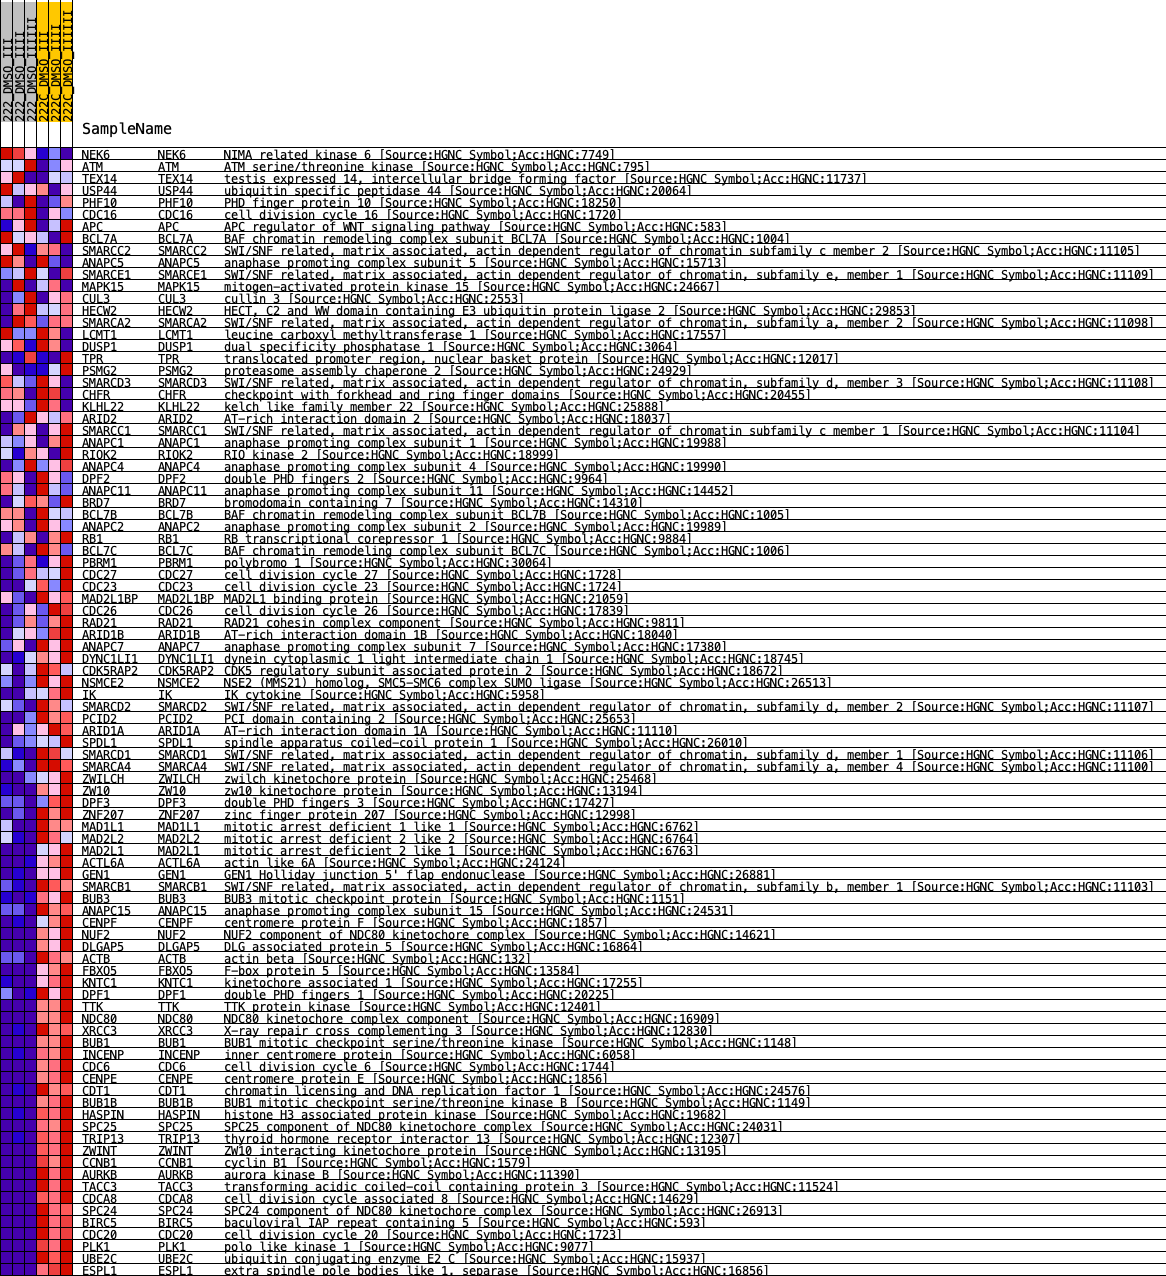 222_DMSO_III
222_DMSO_IIII
222_DMSO_IIIIII
222C_DMSO_III
222C_DMSO_IIII
222C_DMSO_IIIIII
SampleName
NEK6 NEK6 NIMA related kinase 6 [Source:HGNC Symbol;Acc:HGNC:7749]
ATM ATM ATM serine/threonine kinase [Source:HGNC Symbol;Acc:HGNC:795]
TEX14 TEX14 testis expressed 14, intercellular bridge forming factor [Source:HGNC Symbol;Acc:HGNC:11737]
USP44 USP44 ubiquitin specific peptidase 44 [Source:HGNC Symbol;Acc:HGNC:20064]
PHF10 PHF10 PHD finger protein 10 [Source:HGNC Symbol;Acc:HGNC:18250]
CDC16 CDC16 cell division cycle 16 [Source:HGNC Symbol;Acc:HGNC:1720]
APC APC APC regulator of WNT signaling pathway [Source:HGNC Symbol;Acc:HGNC:583]
BCL7A BCL7A BAF chromatin remodeling complex subunit BCL7A [Source:HGNC Symbol;Acc:HGNC:1004]
SMARCC2 SMARCC2 SWI/SNF related, matrix associated, actin dependent regulator of chromatin subfamily c member 2 [Source:HGNC Symbol;Acc:HGNC:11105]
ANAPC5 ANAPC5 anaphase promoting complex subunit 5 [Source:HGNC Symbol;Acc:HGNC:15713]
SMARCE1 SMARCE1 SWI/SNF related, matrix associated, actin dependent regulator of chromatin, subfamily e, member 1 [Source:HGNC Symbol;Acc:HGNC:11109]
MAPK15 MAPK15 mitogen-activated protein kinase 15 [Source:HGNC Symbol;Acc:HGNC:24667]
CUL3 CUL3 cullin 3 [Source:HGNC Symbol;Acc:HGNC:2553]
HECW2 HECW2 HECT, C2 and WW domain containing E3 ubiquitin protein ligase 2 [Source:HGNC Symbol;Acc:HGNC:29853]
SMARCA2 SMARCA2 SWI/SNF related, matrix associated, actin dependent regulator of chromatin, subfamily a, member 2 [Source:HGNC Symbol;Acc:HGNC:11098]
LCMT1 LCMT1 leucine carboxyl methyltransferase 1 [Source:HGNC Symbol;Acc:HGNC:17557]
DUSP1 DUSP1 dual specificity phosphatase 1 [Source:HGNC Symbol;Acc:HGNC:3064]
TPR TPR translocated promoter region, nuclear basket protein [Source:HGNC Symbol;Acc:HGNC:12017]
PSMG2 PSMG2 proteasome assembly chaperone 2 [Source:HGNC Symbol;Acc:HGNC:24929]
SMARCD3 SMARCD3 SWI/SNF related, matrix associated, actin dependent regulator of chromatin, subfamily d, member 3 [Source:HGNC Symbol;Acc:HGNC:11108]
CHFR CHFR checkpoint with forkhead and ring finger domains [Source:HGNC Symbol;Acc:HGNC:20455]
KLHL22 KLHL22 kelch like family member 22 [Source:HGNC Symbol;Acc:HGNC:25888]
ARID2 ARID2 AT-rich interaction domain 2 [Source:HGNC Symbol;Acc:HGNC:18037]
SMARCC1 SMARCC1 SWI/SNF related, matrix associated, actin dependent regulator of chromatin subfamily c member 1 [Source:HGNC Symbol;Acc:HGNC:11104]
ANAPC1 ANAPC1 anaphase promoting complex subunit 1 [Source:HGNC Symbol;Acc:HGNC:19988]
RIOK2 RIOK2 RIO kinase 2 [Source:HGNC Symbol;Acc:HGNC:18999]
ANAPC4 ANAPC4 anaphase promoting complex subunit 4 [Source:HGNC Symbol;Acc:HGNC:19990]
DPF2 DPF2 double PHD fingers 2 [Source:HGNC Symbol;Acc:HGNC:9964]
ANAPC11 ANAPC11 anaphase promoting complex subunit 11 [Source:HGNC Symbol;Acc:HGNC:14452]
BRD7 BRD7 bromodomain containing 7 [Source:HGNC Symbol;Acc:HGNC:14310]
BCL7B BCL7B BAF chromatin remodeling complex subunit BCL7B [Source:HGNC Symbol;Acc:HGNC:1005]
ANAPC2 ANAPC2 anaphase promoting complex subunit 2 [Source:HGNC Symbol;Acc:HGNC:19989]
RB1 RB1 RB transcriptional corepressor 1 [Source:HGNC Symbol;Acc:HGNC:9884]
BCL7C BCL7C BAF chromatin remodeling complex subunit BCL7C [Source:HGNC Symbol;Acc:HGNC:1006]
PBRM1 PBRM1 polybromo 1 [Source:HGNC Symbol;Acc:HGNC:30064]
CDC27 CDC27 cell division cycle 27 [Source:HGNC Symbol;Acc:HGNC:1728]
CDC23 CDC23 cell division cycle 23 [Source:HGNC Symbol;Acc:HGNC:1724]
MAD2L1BP MAD2L1BP MAD2L1 binding protein [Source:HGNC Symbol;Acc:HGNC:21059]
CDC26 CDC26 cell division cycle 26 [Source:HGNC Symbol;Acc:HGNC:17839]
RAD21 RAD21 RAD21 cohesin complex component [Source:HGNC Symbol;Acc:HGNC:9811]
ARID1B ARID1B AT-rich interaction domain 1B [Source:HGNC Symbol;Acc:HGNC:18040]
ANAPC7 ANAPC7 anaphase promoting complex subunit 7 [Source:HGNC Symbol;Acc:HGNC:17380]
DYNC1LI1 DYNC1LI1 dynein cytoplasmic 1 light intermediate chain 1 [Source:HGNC Symbol;Acc:HGNC:18745]
CDK5RAP2 CDK5RAP2 CDK5 regulatory subunit associated protein 2 [Source:HGNC Symbol;Acc:HGNC:18672]
NSMCE2 NSMCE2 NSE2 (MMS21) homolog, SMC5-SMC6 complex SUMO ligase [Source:HGNC Symbol;Acc:HGNC:26513]
IK IK IK cytokine [Source:HGNC Symbol;Acc:HGNC:5958]
SMARCD2 SMARCD2 SWI/SNF related, matrix associated, actin dependent regulator of chromatin, subfamily d, member 2 [Source:HGNC Symbol;Acc:HGNC:11107]
PCID2 PCID2 PCI domain containing 2 [Source:HGNC Symbol;Acc:HGNC:25653]
ARID1A ARID1A AT-rich interaction domain 1A [Source:HGNC Symbol;Acc:HGNC:11110]
SPDL1 SPDL1 spindle apparatus coiled-coil protein 1 [Source:HGNC Symbol;Acc:HGNC:26010]
SMARCD1 SMARCD1 SWI/SNF related, matrix associated, actin dependent regulator of chromatin, subfamily d, member 1 [Source:HGNC Symbol;Acc:HGNC:11106]
SMARCA4 SMARCA4 SWI/SNF related, matrix associated, actin dependent regulator of chromatin, subfamily a, member 4 [Source:HGNC Symbol;Acc:HGNC:11100]
ZWILCH ZWILCH zwilch kinetochore protein [Source:HGNC Symbol;Acc:HGNC:25468]
ZW10 ZW10 zw10 kinetochore protein [Source:HGNC Symbol;Acc:HGNC:13194]
DPF3 DPF3 double PHD fingers 3 [Source:HGNC Symbol;Acc:HGNC:17427]
ZNF207 ZNF207 zinc finger protein 207 [Source:HGNC Symbol;Acc:HGNC:12998]
MAD1L1 MAD1L1 mitotic arrest deficient 1 like 1 [Source:HGNC Symbol;Acc:HGNC:6762]
MAD2L2 MAD2L2 mitotic arrest deficient 2 like 2 [Source:HGNC Symbol;Acc:HGNC:6764]
MAD2L1 MAD2L1 mitotic arrest deficient 2 like 1 [Source:HGNC Symbol;Acc:HGNC:6763]
ACTL6A ACTL6A actin like 6A [Source:HGNC Symbol;Acc:HGNC:24124]
GEN1 GEN1 GEN1 Holliday junction 5' flap endonuclease [Source:HGNC Symbol;Acc:HGNC:26881]
SMARCB1 SMARCB1 SWI/SNF related, matrix associated, actin dependent regulator of chromatin, subfamily b, member 1 [Source:HGNC Symbol;Acc:HGNC:11103]
BUB3 BUB3 BUB3 mitotic checkpoint protein [Source:HGNC Symbol;Acc:HGNC:1151]
ANAPC15 ANAPC15 anaphase promoting complex subunit 15 [Source:HGNC Symbol;Acc:HGNC:24531]
CENPF CENPF centromere protein F [Source:HGNC Symbol;Acc:HGNC:1857]
NUF2 NUF2 NUF2 component of NDC80 kinetochore complex [Source:HGNC Symbol;Acc:HGNC:14621]
DLGAP5 DLGAP5 DLG associated protein 5 [Source:HGNC Symbol;Acc:HGNC:16864]
ACTB ACTB actin beta [Source:HGNC Symbol;Acc:HGNC:132]
FBXO5 FBXO5 F-box protein 5 [Source:HGNC Symbol;Acc:HGNC:13584]
KNTC1 KNTC1 kinetochore associated 1 [Source:HGNC Symbol;Acc:HGNC:17255]
DPF1 DPF1 double PHD fingers 1 [Source:HGNC Symbol;Acc:HGNC:20225]
TTK TTK TTK protein kinase [Source:HGNC Symbol;Acc:HGNC:12401]
NDC80 NDC80 NDC80 kinetochore complex component [Source:HGNC Symbol;Acc:HGNC:16909]
XRCC3 XRCC3 X-ray repair cross complementing 3 [Source:HGNC Symbol;Acc:HGNC:12830]
BUB1 BUB1 BUB1 mitotic checkpoint serine/threonine kinase [Source:HGNC Symbol;Acc:HGNC:1148]
INCENP INCENP inner centromere protein [Source:HGNC Symbol;Acc:HGNC:6058]
CDC6 CDC6 cell division cycle 6 [Source:HGNC Symbol;Acc:HGNC:1744]
CENPE CENPE centromere protein E [Source:HGNC Symbol;Acc:HGNC:1856]
CDT1 CDT1 chromatin licensing and DNA replication factor 1 [Source:HGNC Symbol;Acc:HGNC:24576]
BUB1B BUB1B BUB1 mitotic checkpoint serine/threonine kinase B [Source:HGNC Symbol;Acc:HGNC:1149]
HASPIN HASPIN histone H3 associated protein kinase [Source:HGNC Symbol;Acc:HGNC:19682]
SPC25 SPC25 SPC25 component of NDC80 kinetochore complex [Source:HGNC Symbol;Acc:HGNC:24031]
TRIP13 TRIP13 thyroid hormone receptor interactor 13 [Source:HGNC Symbol;Acc:HGNC:12307]
ZWINT ZWINT ZW10 interacting kinetochore protein [Source:HGNC Symbol;Acc:HGNC:13195]
CCNB1 CCNB1 cyclin B1 [Source:HGNC Symbol;Acc:HGNC:1579]
AURKB AURKB aurora kinase B [Source:HGNC Symbol;Acc:HGNC:11390]
TACC3 TACC3 transforming acidic coiled-coil containing protein 3 [Source:HGNC Symbol;Acc:HGNC:11524]
CDCA8 CDCA8 cell division cycle associated 8 [Source:HGNC Symbol;Acc:HGNC:14629]
SPC24 SPC24 SPC24 component of NDC80 kinetochore complex [Source:HGNC Symbol;Acc:HGNC:26913]
BIRC5 BIRC5 baculoviral IAP repeat containing 5 [Source:HGNC Symbol;Acc:HGNC:593]
CDC20 CDC20 cell division cycle 20 [Source:HGNC Symbol;Acc:HGNC:1723]
PLK1 PLK1 polo like kinase 1 [Source:HGNC Symbol;Acc:HGNC:9077]
UBE2C UBE2C ubiquitin conjugating enzyme E2 C [Source:HGNC Symbol;Acc:HGNC:15937]
ESPL1 ESPL1 extra spindle pole bodies like 1, separase [Source:HGNC Symbol;Acc:HGNC:16856]